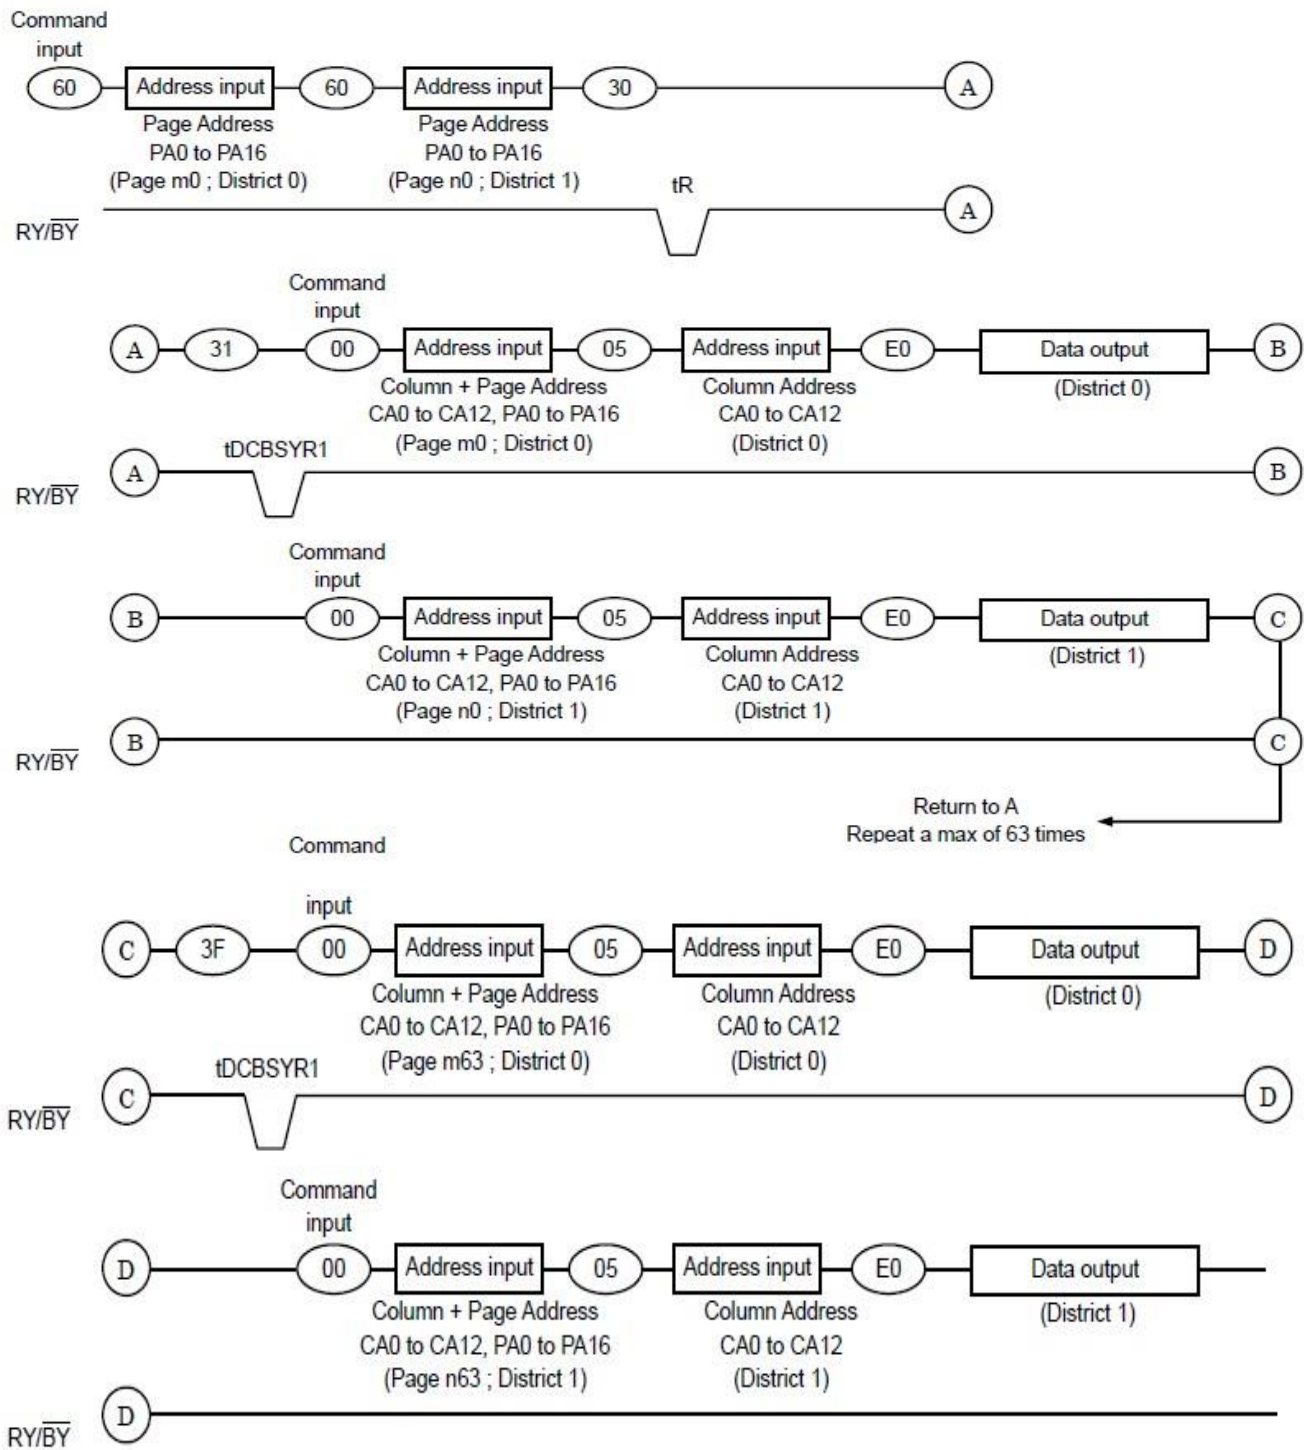 Command
input
60 Address input 60 Address input 30 A
Page Address Page Address
PA0 to PA16 PA0 to PA16
(Page m0 ; District 0) (Page n0 ; District 1)
tR
RY/B̅Y̅ A
Command
input
A 31 00 Address input 05 Address input E0 Data output B
Column + Page Address Column Address (District 0)
CA0 to CA12, PA0 to PA16 CA0 to CA12
(Page m0 ; District 0) (District 0)
tDCBSYR1
RY/B̅Y̅ A B
Command
input
B 00 Address input 05 Address input E0 Data output C
Column + Page Address Column Address (District 1)
CA0 to CA12, PA0 to PA16 CA0 to CA12
(Page n0 ; District 1) (District 1)
RY/B̅Y̅ B C
Return to A
Repeat a max of 63 times
Command
input
C 3F 00 Address input 05 Address input E0 Data output D
Column + Page Address Column Address (District 0)
CA0 to CA12, PA0 to PA16 CA0 to CA12
(Page m63 ; District 0) (District 0)
tDCBSYR1
RY/B̅Y̅ C D
Command
input
D 00 Address input 05 Address input E0 Data output
Column + Page Address Column Address (District 1)
CA0 to CA12, PA0 to PA16 CA0 to CA12
(Page n63 ; District 1) (District 1)
RY/B̅Y̅ D